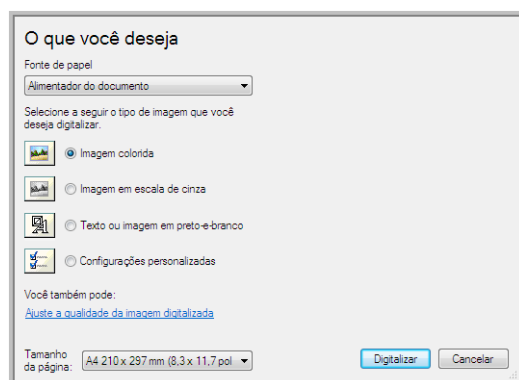 O que você deseja
Fonte de papel
Alimentador do documento
Selecione a seguir o tipo de imagem que você
deseja digitalizar.
Imagem colorida
Imagem em escala de cinza
Texto ou imagem em preto-e-branco
Configurações personalizadas
Você também pode:
Ajuste a qualidade da imagem digitalizada
Tamanho
da página:
A4 210 x 297 mm (8,3 x 11,7 pol
Digitalizar
Cancelar